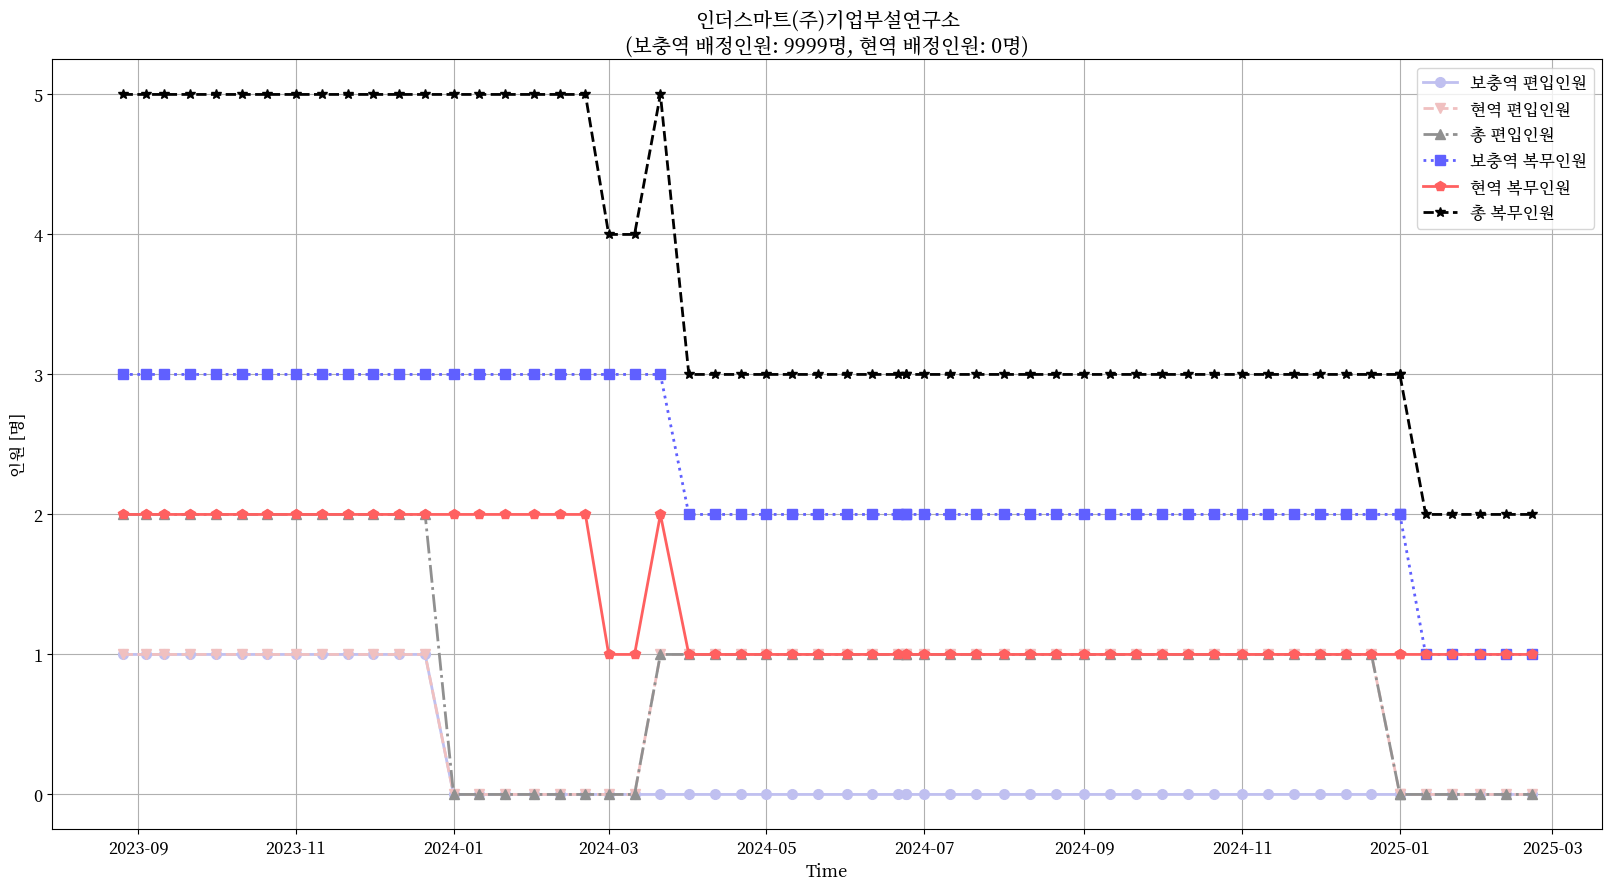 인더스마트(주)기업부설연구소
(보충역 배정인원: 9999명, 현역 배정인원: 0명)
보충역 편입인원
현역 편입인원
총 편입인원
보충역 복무인원
현역 복무인원
총 복무인원
인원 [명]
5
4
3
2
1
0
2023-09
2023-11
2024-01
2024-03
2024-05
2024-07
2024-09
2024-11
2025-01
2025-03
Time